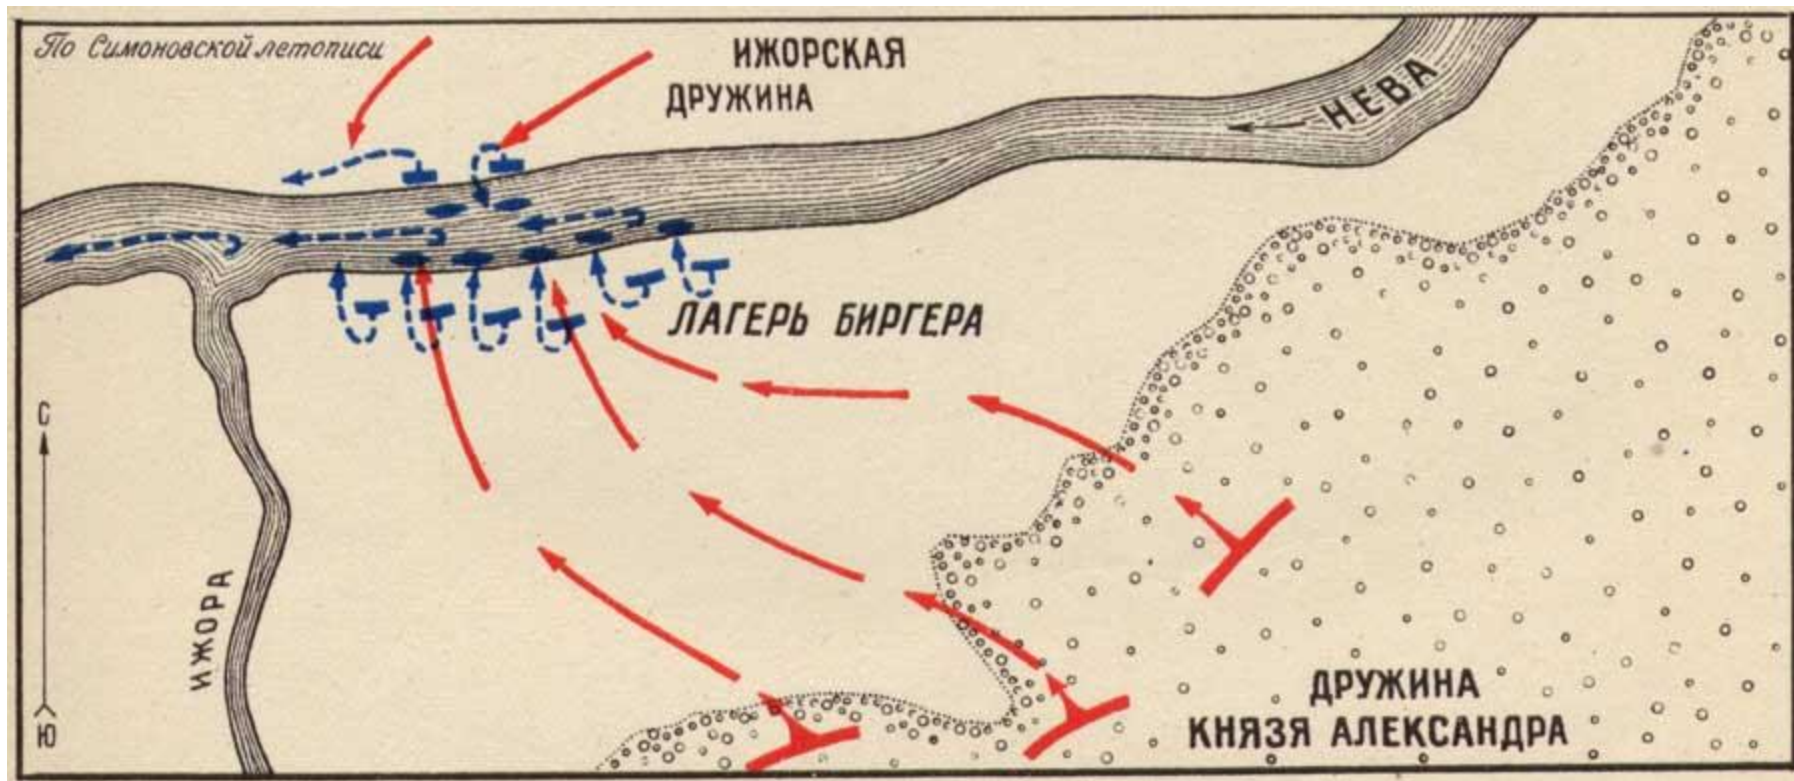 По Симоновской летописи
ИЖОРСКАЯ
ДРУЖИНА
НЕВА
ЛАГЕРЬ БИРГЕРА
С
Ю
ИЖОРА
ДРУЖИНА
КНЯЗЯ АЛЕКСАНДРА